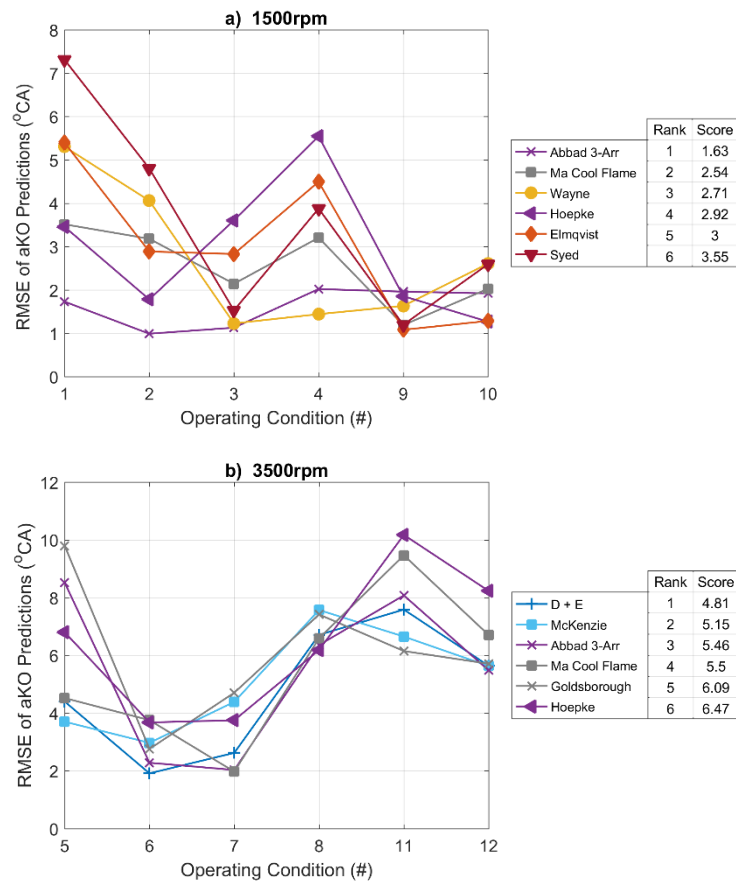 a) 1500rpm
8
7
6
5
4
3
2
1
0
RMSE of aKO Predictions (°CA)
1 2 3 4 9 10
Operating Condition (#)
Rank Score
Abbad 3-Arr 1 1.63
Ma Cool Flame 2 2.54
Wayne 3 2.71
Hoepke 4 2.92
Elmqvist 5 3
Syed 6 3.55
b) 3500rpm
12
10
8
6
4
2
0
RMSE of aKO Predictions (°CA)
5 6 7 8 11 12
Operating Condition (#)
Rank Score
D + E 1 4.81
McKenzie 2 5.15
Abbad 3-Arr 3 5.46
Ma Cool Flame 4 5.5
Goldsborough 5 6.09
Hoepke 6 6.47